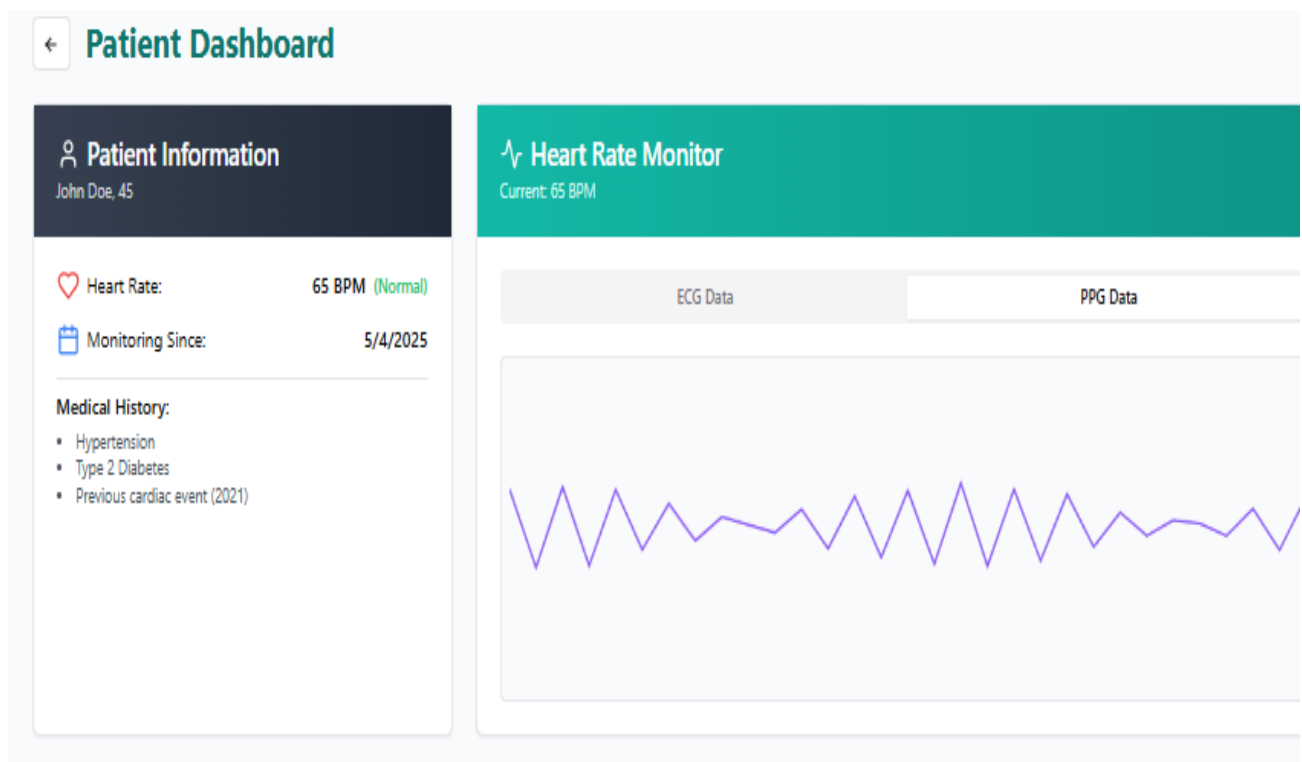 Patient Dashboard
Patient Information
John Doe, 45
Heart Rate: 65 BPM (Normal)
Monitoring Since: 5/4/2025
Medical History:
• Hypertension
• Type 2 Diabetes
• Previous cardiac event (2021)
Heart Rate Monitor
Current: 65 BPM
ECG Data PPG Data